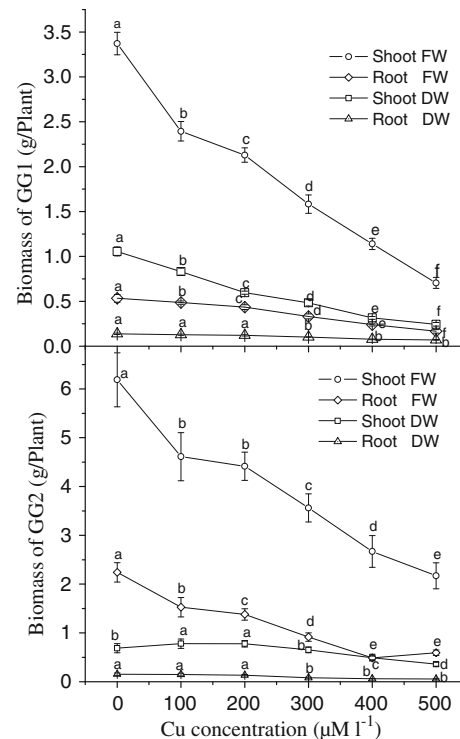 a
3.5
3.0
2.5
2.0
1.5
1.0
0.5
0.0
Biomass of GG1 (g/Plant)
Shoot FW
Root FW
Shoot DW
Root DW
b
c
d
e
f
a
b
c
d
e
f
a
b
c
d
e
f
a
a
a
b
b
b
6
5
4
3
2
1
0
Biomass of GG2 (g/Plant)
Shoot FW
Root FW
Shoot DW
Root DW
a
b
b
c
d
e
a
b
c
d
e
e
b
a
a
b
c
d
a
a
a
b
b
b
0 100 200 300 400 500
Cu concentration (μM l⁻¹)